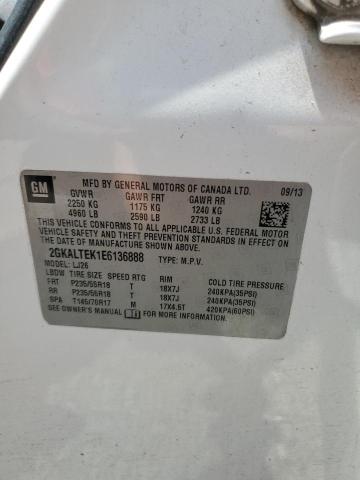 GM
MFD BY GENERAL MOTORS OF CANADA LTD. 09/13
GVWR GAWR FRT GAWR RR
2250 KG 1175 KG 1240 KG
4960 LB 2590 LB 2733 LB
THIS VEHICLE CONFORMS TO ALL APPLICABLE U.S. FEDERAL MOTOR
VEHICLE SAFETY STANDARDS IN EFFECT ON THE DATE OF
MANUFACTURE SHOWN ABOVE.
2GKALTEK1E6136888 TYPE: M.P.V.
MODEL: LJ26
LBDW TIRE SIZE SPEED RTG RIM COLD TIRE PRESSURE
FRT P235/55R18 T 18X7J 240KPA(35PSI)
RR P235/55R18 T 18X7J 240KPA(35PSI)
SPA T145/70R17 M 17X4.5T 420KPA(60PSI)
SEE OWNER'S MANUAL FOR MORE INFORMATION.